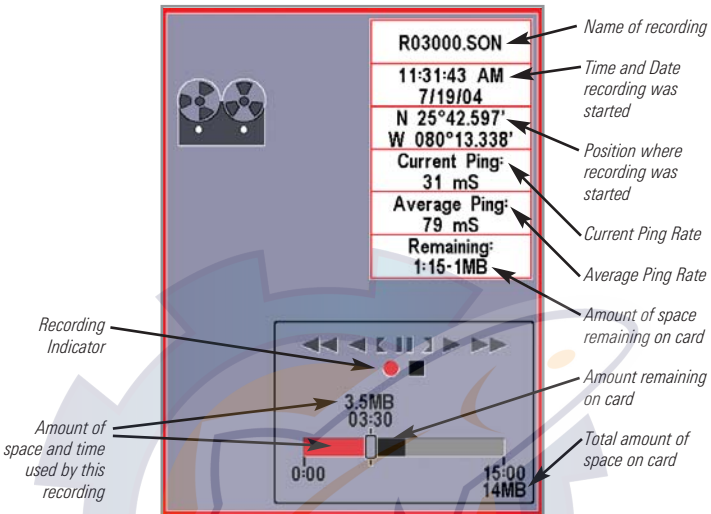 R03000.SON
11:31:43 AM
7/19/04
N 25°42.597'
W 080°13.338'
Current Ping:
31 mS
Average Ping:
79 mS
Remaining:
1:15-1MB
Name of recording
Time and Date
recording was
started
Position where
recording was
started
Current Ping Rate
Average Ping Rate
Amount of space
remaining on card
Recording
Indicator
Amount remaining
on card
3.5MB
03:30
Amount of
space and time
used by this
recording
Total amount of
space on card
0:00
15:00
14MB